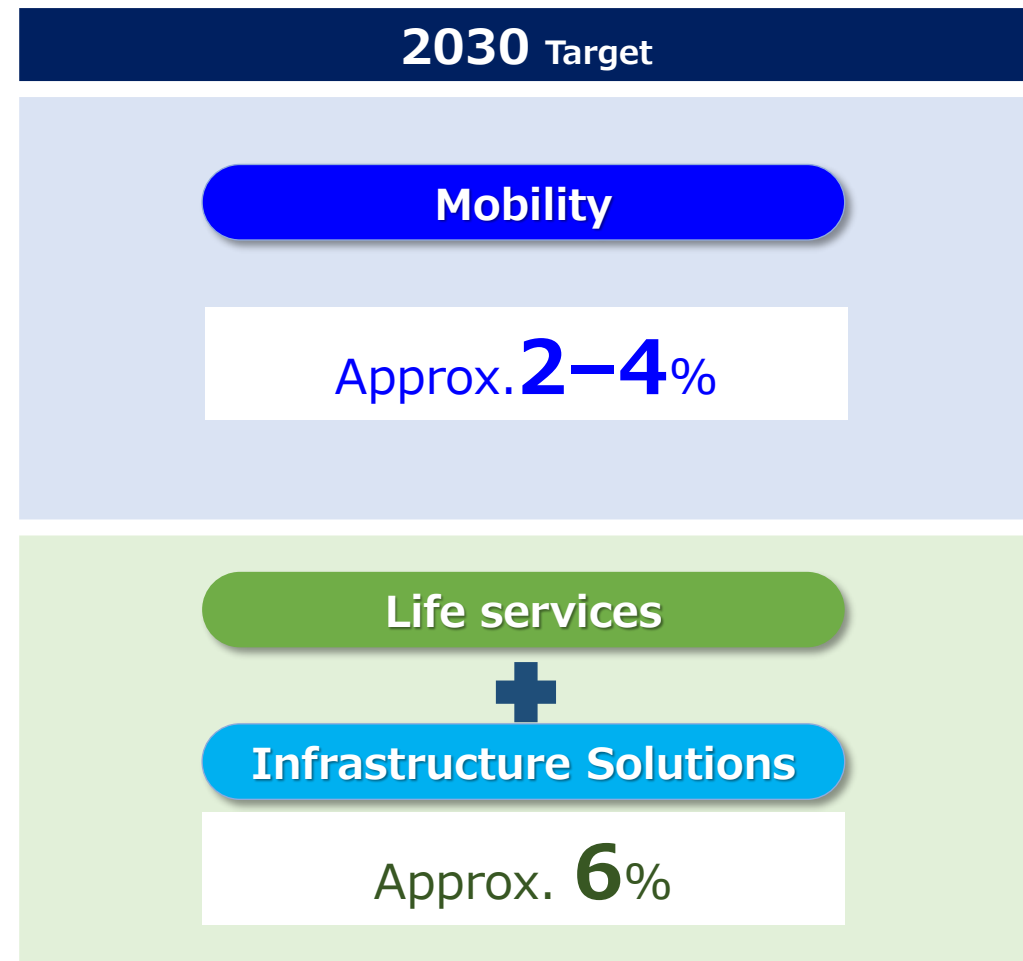 2030 Target
Mobility
Approx.2–4%
Life services
Infrastructure Solutions
Approx. 6%